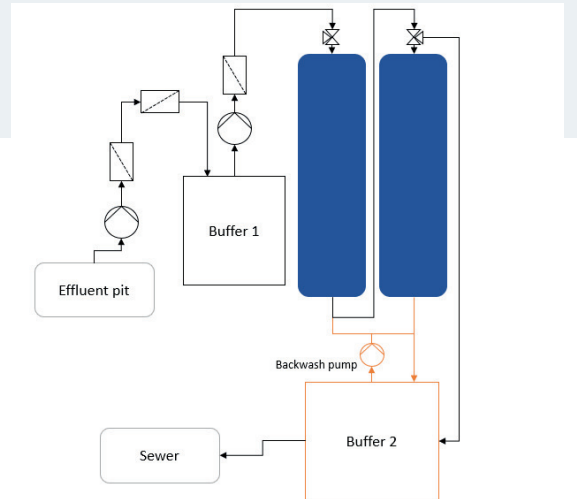 Buffer 1
Effluent pit
Backwash pump
Buffer 2
Sewer